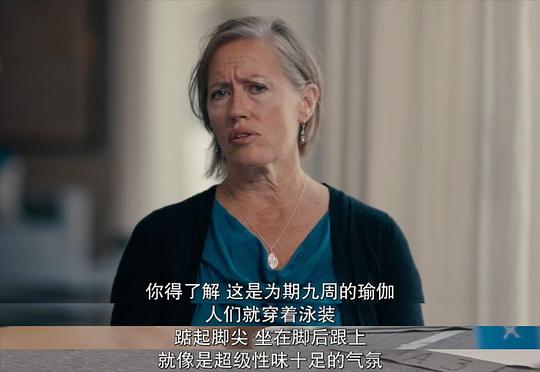 你得了解 这是为期九周的瑜伽
人们就穿着泳装
踮起脚尖 坐在脚后跟上
就像是超级性味十足的气氛